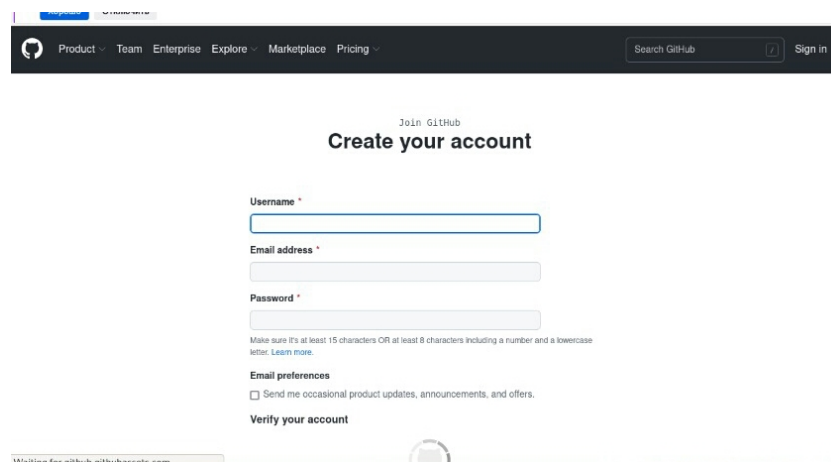 Product Team Enterprise Explore Marketplace Pricing Search GitHub / Sign in
Join GitHub
Create your account
Username *
Email address *
Password *
Make sure it's at least 15 characters OR at least 8 characters including a number and a lowercase
letter. Learn more.
Email preferences
Send me occasional product updates, announcements, and offers.
Verify your account